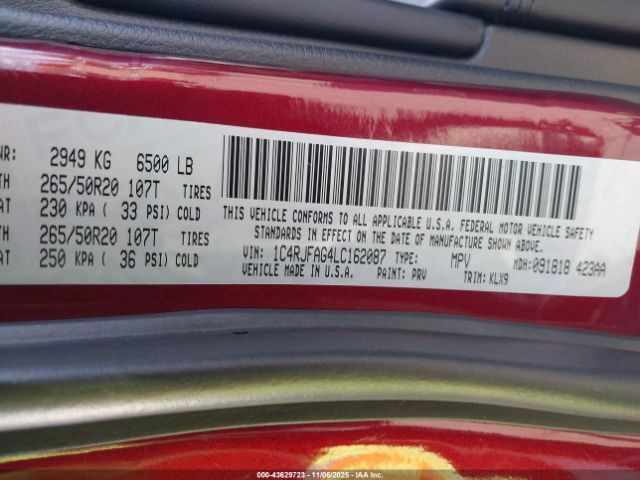 WR: 2949 KG 6500 LB
TH 265/50R20 107T TIRES
AT 230 KPA ( 33 PSI) COLD
TH 265/50R20 107T TIRES
AT 250 KPA ( 36 PSI) COLD
THIS VEHICLE CONFORMS TO ALL APPLICABLE U.S.A. FEDERAL MOTOR VEHICLE SAFETY
STANDARDS IN EFFECT ON THE DATE OF MANUFACTURE SHOWN ABOVE.
VIN: 1C4RJFAG4LC162087 TYPE: MPV MDH:091818 423AA
VEHICLE MADE IN U.S.A. PAINT: PRV TRIM: KLX9
000-43629723 - 11/06/2025 - IAAI.COM